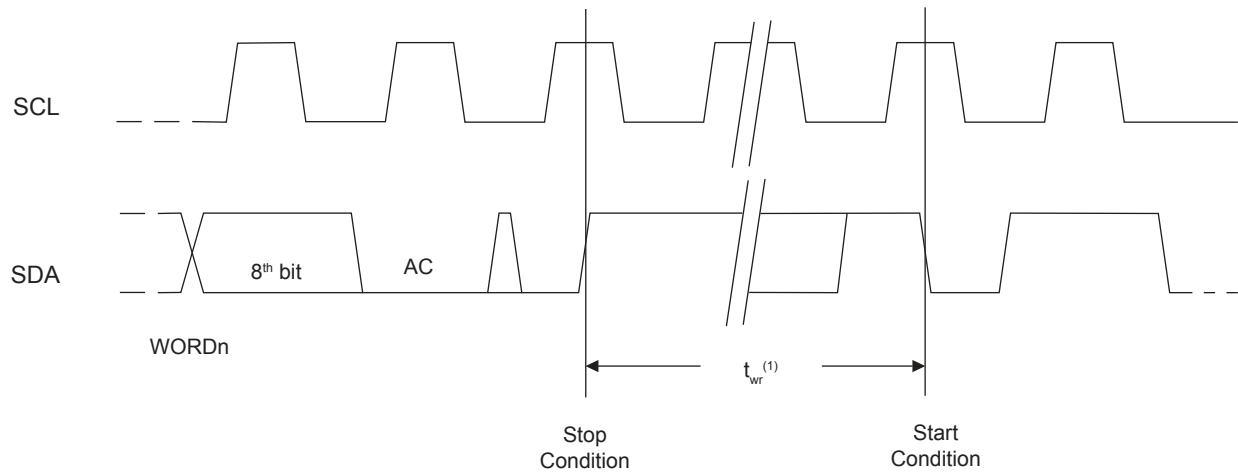 SCL
SDA
8th bit
AC
WORDn
twr(1)
Stop
Condition
Start
Condition